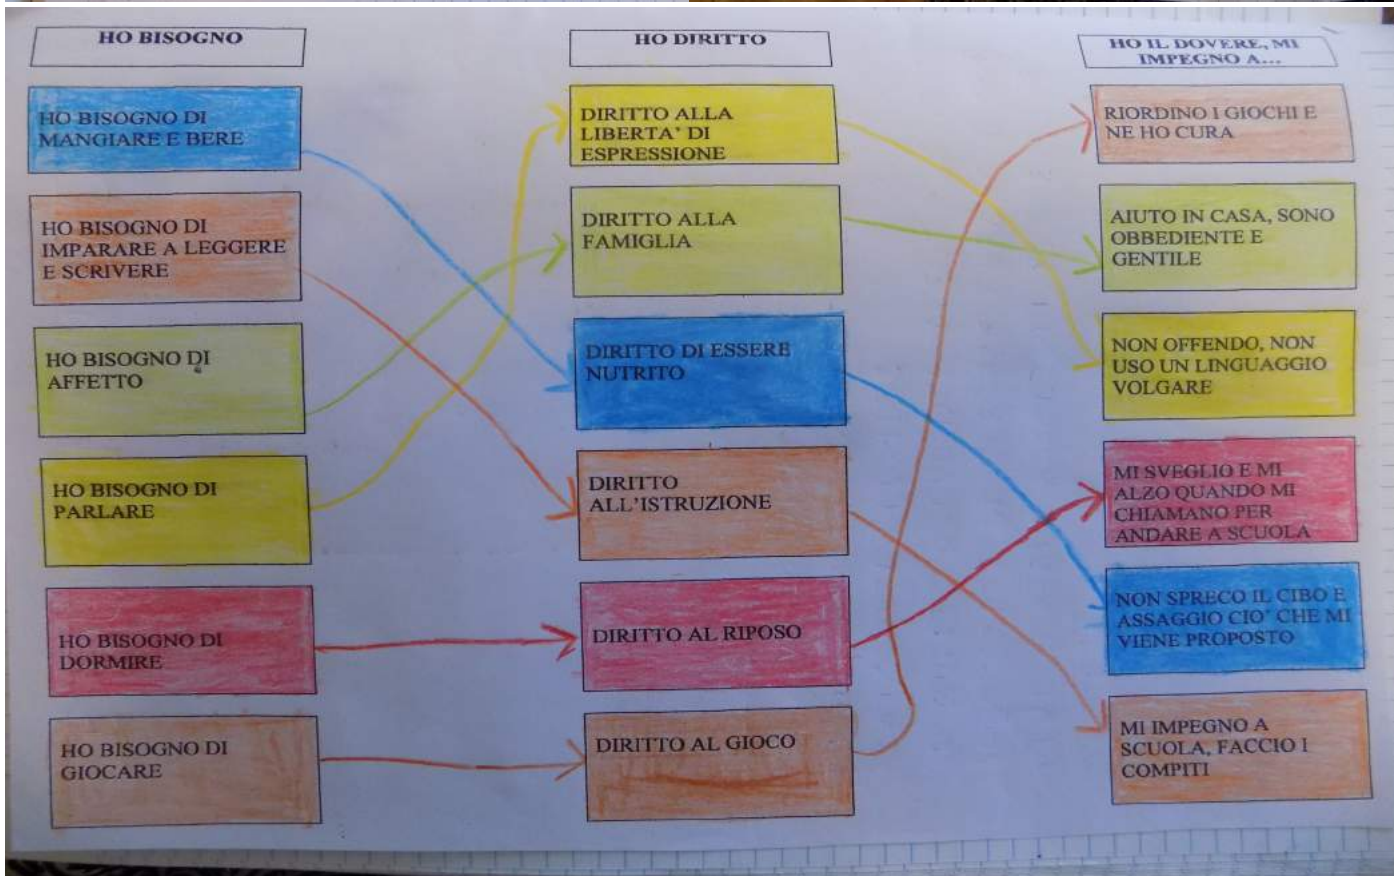 HO BISOGNO
HO BISOGNO DI
MANGIARE E BERE
HO BISOGNO DI
IMPARARE A LEGGERE
E SCRIVERE
HO BISOGNO DI
AFFETTO
HO BISOGNO DI
PARLARE
HO BISOGNO DI
DORMIRE
HO BISOGNO DI
GIOCARE
HO DIRITTO
DIRITTO ALLA
LIBERTA' DI
ESPRESSIONE
DIRITTO ALLA
FAMIGLIA
DIRITTO DI ESSERE
NUTRITO
DIRITTO
ALL'ISTRUZIONE
DIRITTO AL RIPOSO
DIRITTO AL GIOCO
HO IL DOVERE, MI
IMPEGNO A...
RIORDINO I GIOCHI E
NE HO CURA
AIUTO IN CASA, SONO
OBBEDIENTE E
GENTILE
NON OFFENDO, NON
USO UN LINGUAGGIO
VOLGARE
MI SVEGLIO E MI
ALZO QUANDO MI
CHIAMANO PER
ANDARE A SCUOLA
NON SPRECO IL CIBO E
ASSAGGIO CIO' CHE MI
VIENE PROPOSTO
MI IMPEGNO A
SCUOLA, FACCIO I
COMPITI